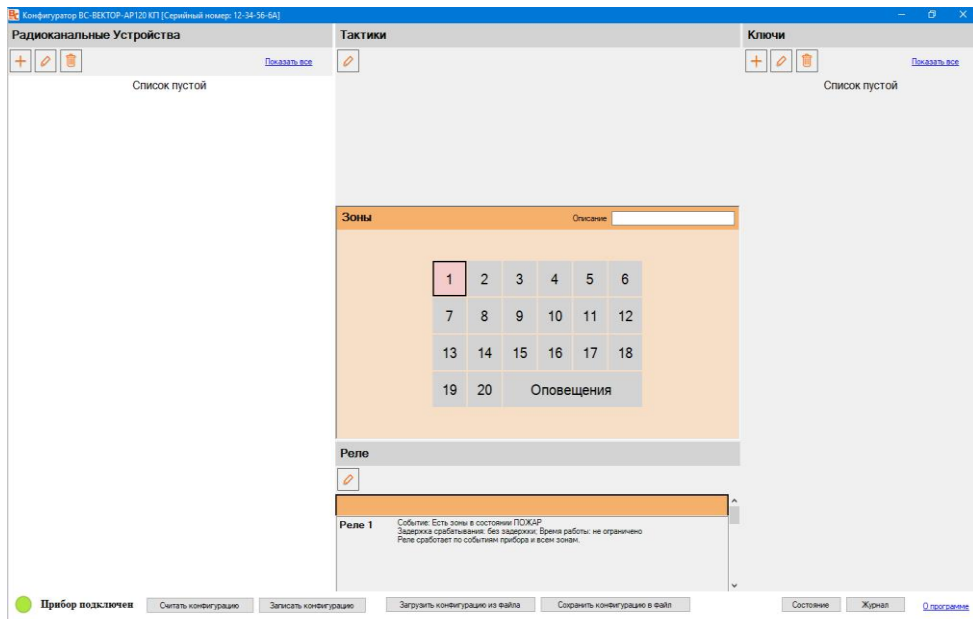 Вс Конфигуратор ВС-ВЕКТОР-АР120 КП [Серийный номер: 12-34-56-6A]
Радиоканальные Устройства
Показать все
Список пустой
Тактики
Ключи
Показать все
Список пустой
Зоны
Описание
1 2 3 4 5 6
7 8 9 10 11 12
13 14 15 16 17 18
19 20 Оповещения
Реле
Реле 1
Событие: Есть зоны в состоянии ПОЖАР
Задержка срабатывания: без задержки; Время работы: не ограничено
Реле сработает по событиям прибора и всем зонам.
Прибор подключен
Считать конфигурацию
Записать конфигурацию
Загрузить конфигурацию из файла
Сохранить конфигурацию в файл
Состояние
Журнал
О программе